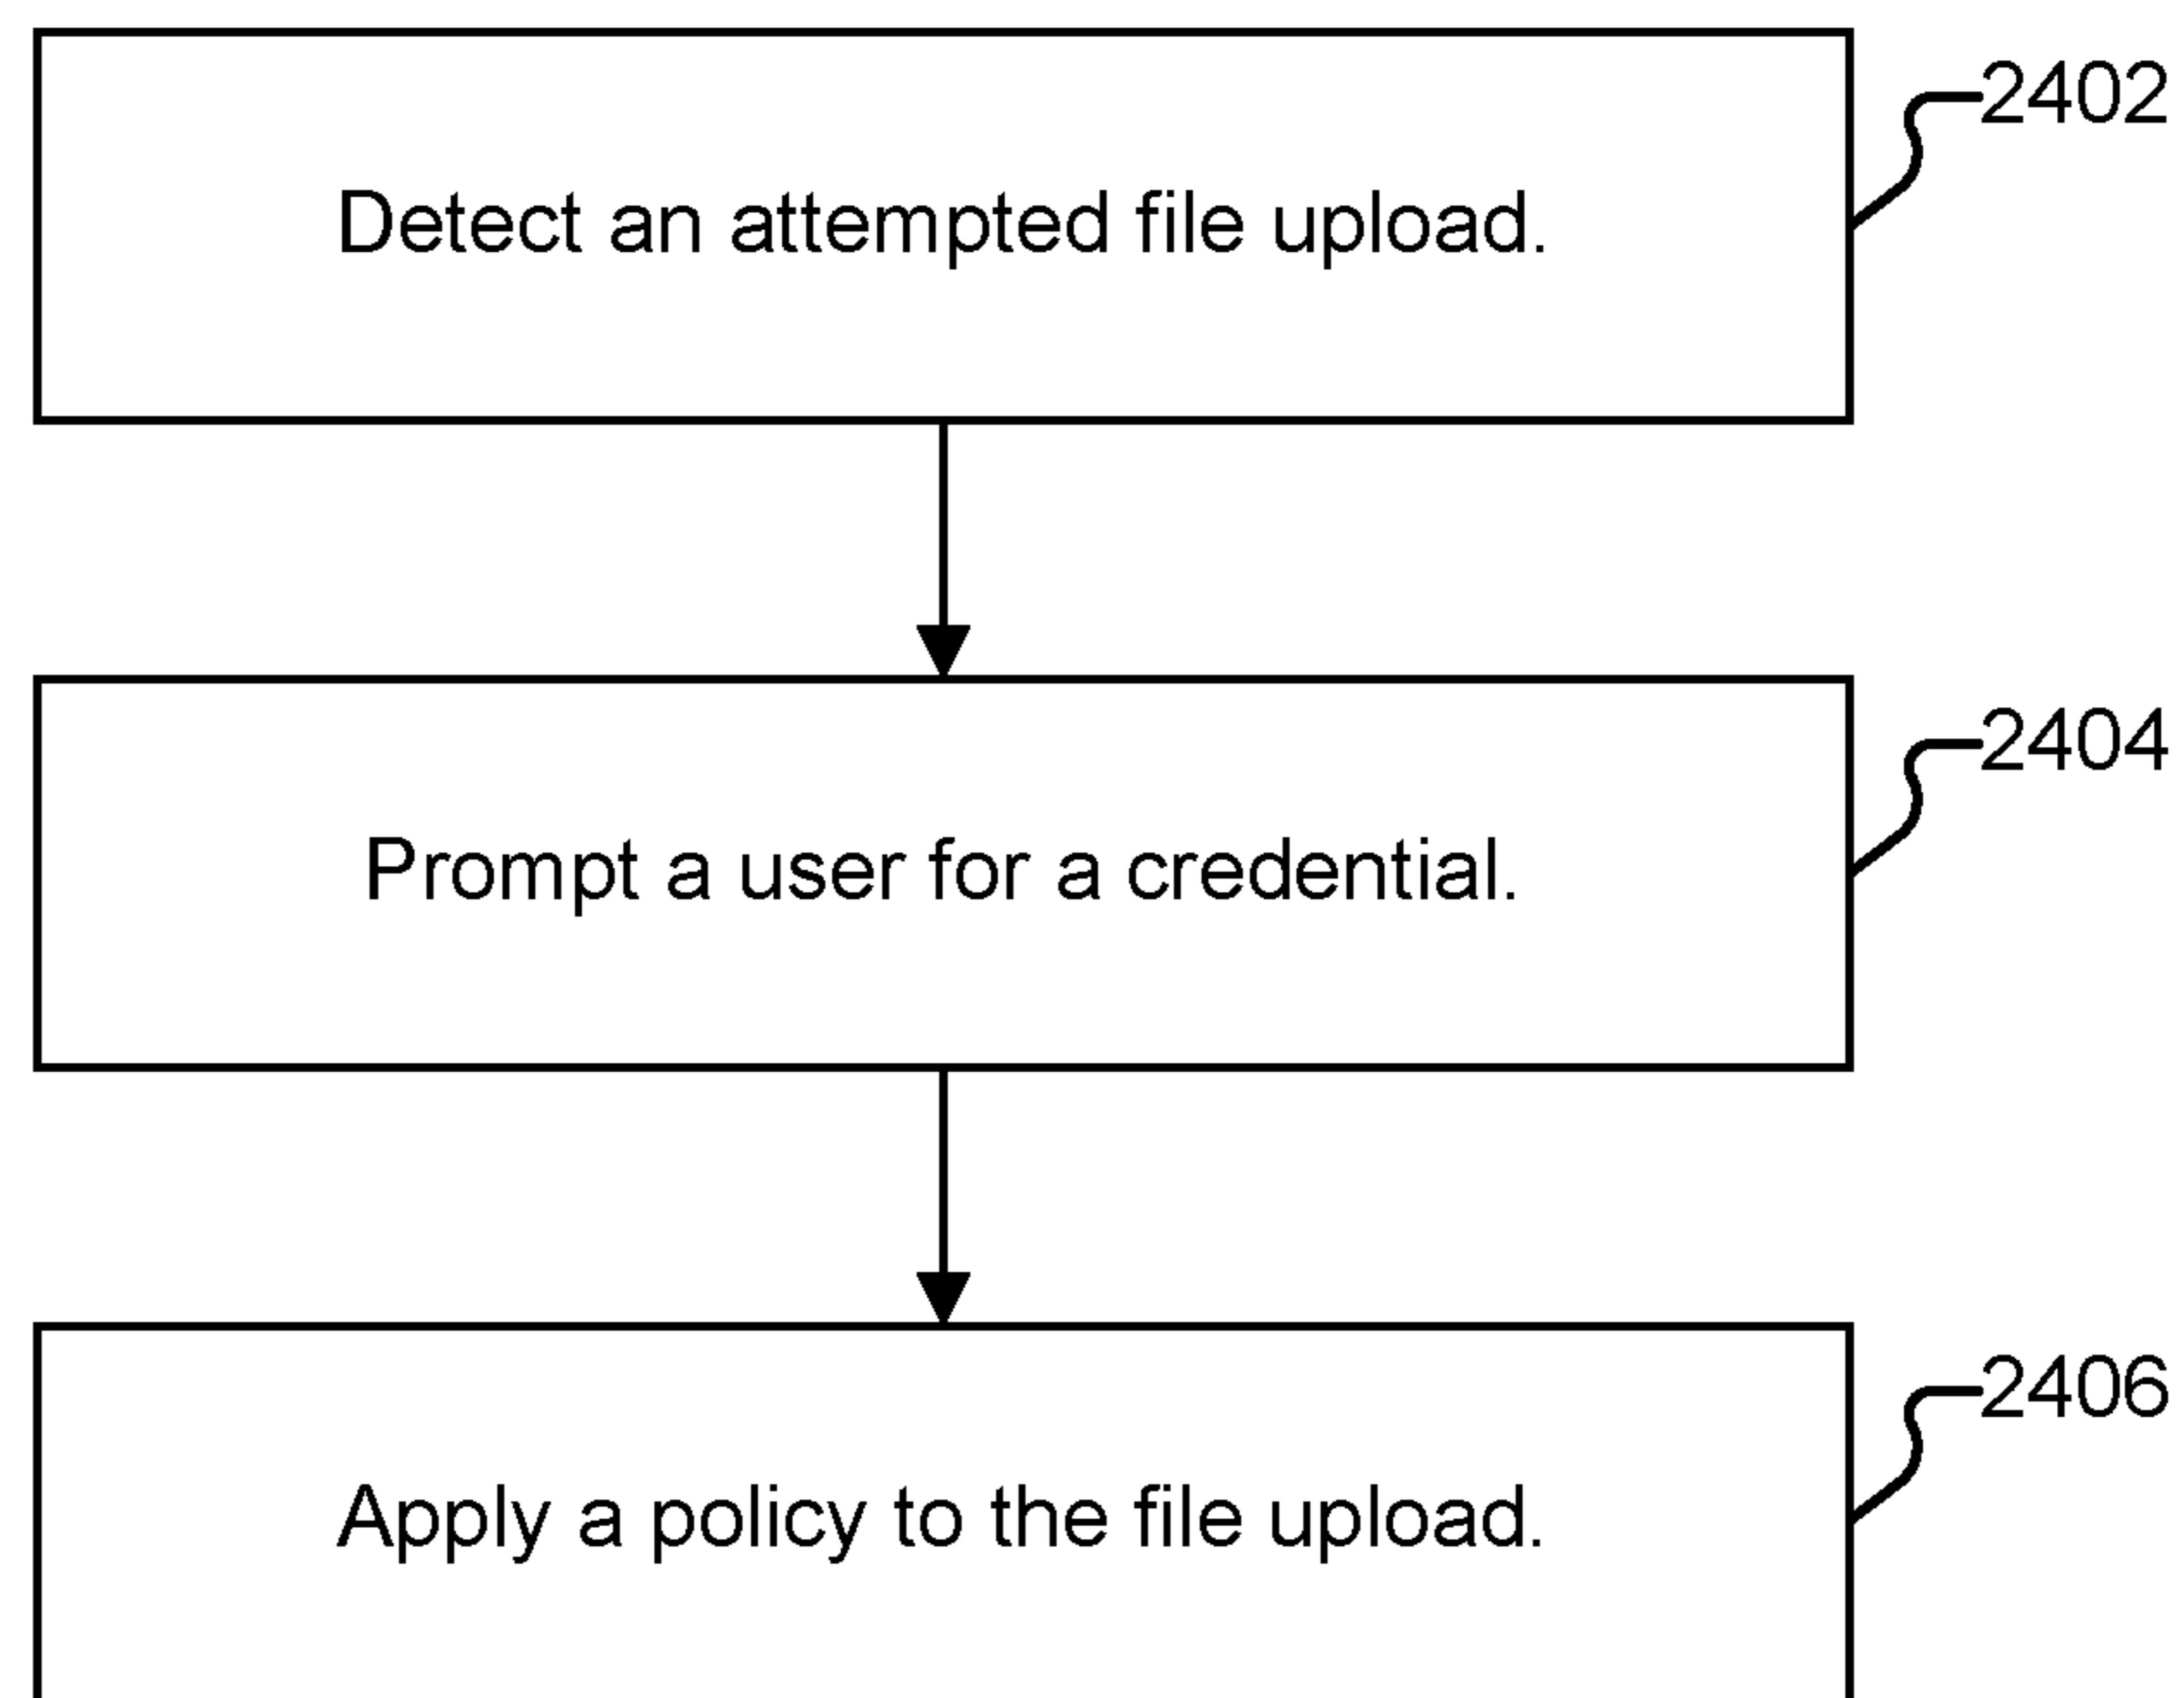 2402
Detect an attempted file upload.
2404
Prompt a user for a credential.
2406
Apply a policy to the file upload.